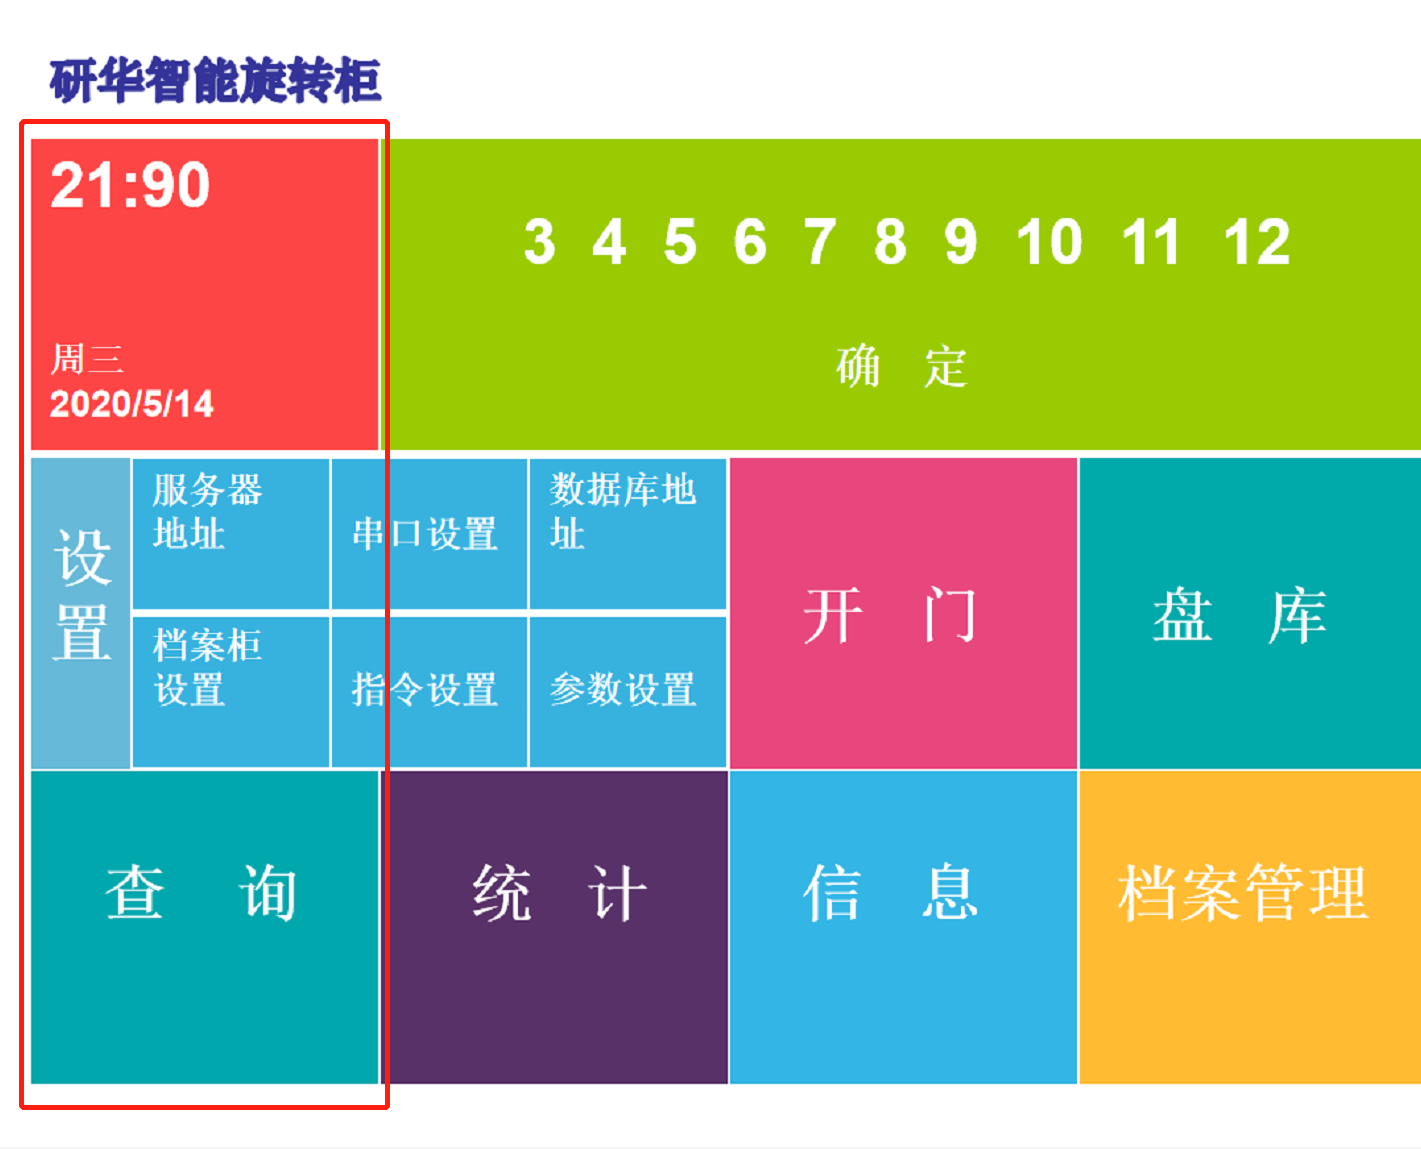 研华智能旋转柜
21:90
周三
2020/5/14
3 4 5 6 7 8 9 10 11 12
确 定
设
置
服务器
地址
串口设置
数据库地
址
档案柜
设置
指令设置
参数设置
开 门
盘 库
查 询
统 计
信 息
档案管理